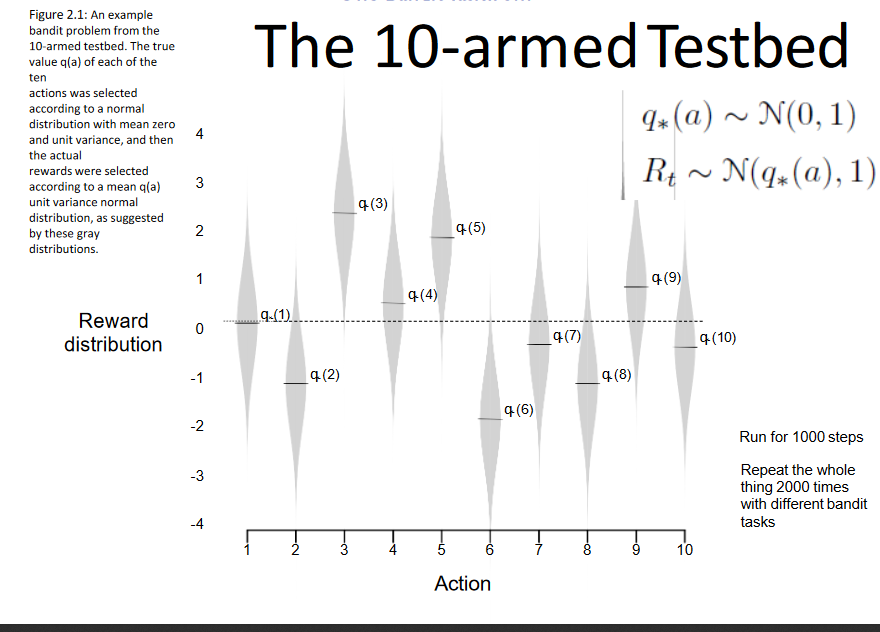 Figure 2.1: An example
bandit problem from the
10-armed testbed. The true
value q(a) of each of the
ten
actions was selected
according to a normal
distribution with mean zero
and unit variance, and then
the actual
rewards were selected
according to a mean q(a)
unit variance normal
distribution, as suggested
by these gray
distributions.
The 10-armed Testbed
q*(a) ~ N(0, 1)
Rt ~ N(q*(a), 1)
4
3
2
1
0
-1
-2
-3
-4
Reward
distribution
q(1)
q(2)
q(3)
q(4)
q(5)
q(6)
q(7)
q(8)
q(9)
q(10)
Run for 1000 steps
Repeat the whole
thing 2000 times
with different bandit
tasks
1 2 3 4 5 6 7 8 9 10
Action